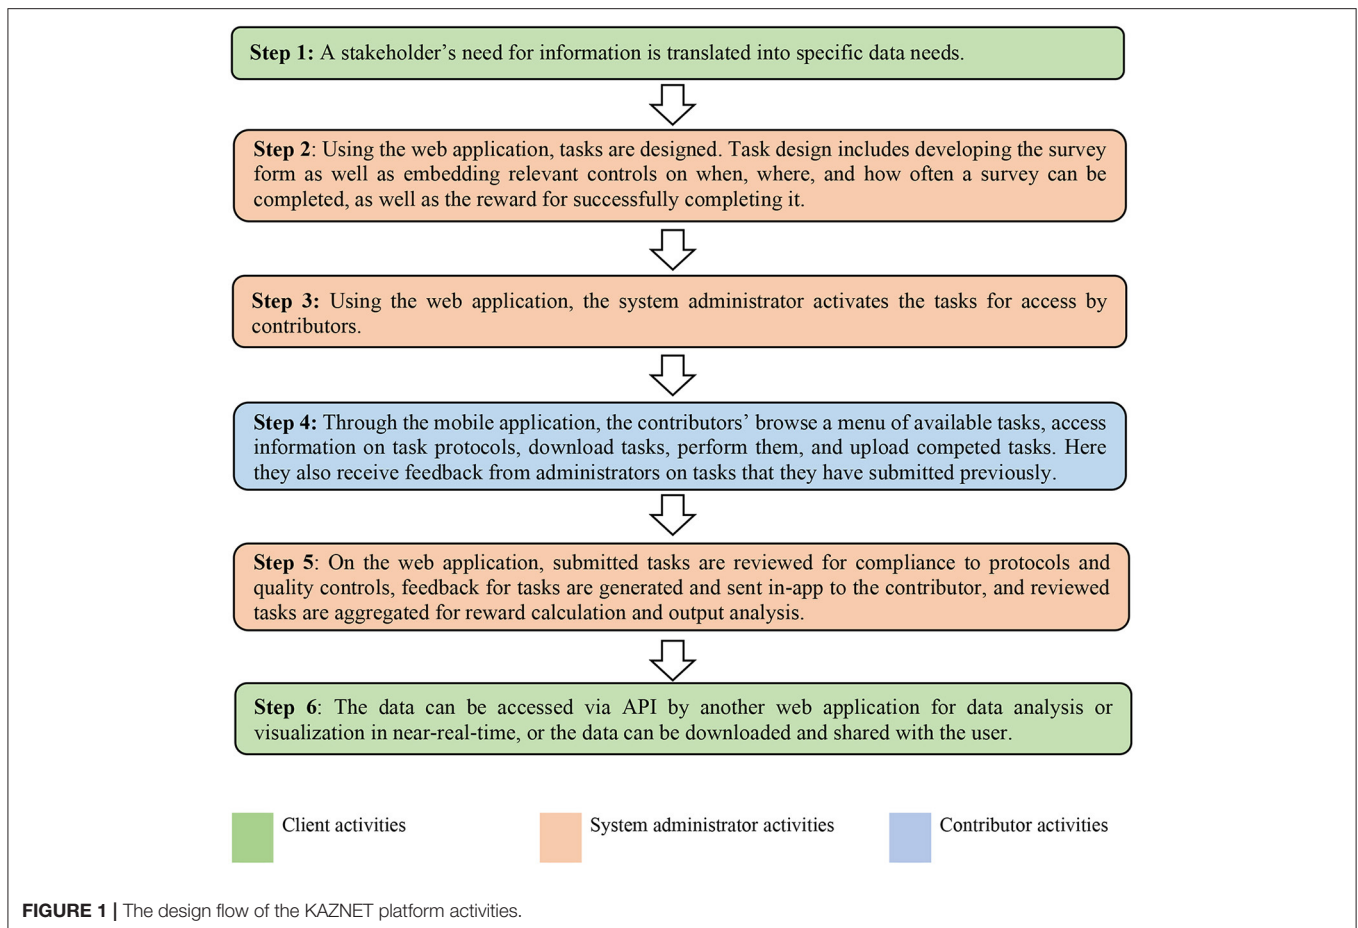 Step 1: A stakeholder’s need for information is translated into specific data needs.
Step 2: Using the web application, tasks are designed. Task design includes developing the survey
form as well as embedding relevant controls on when, where, and how often a survey can be
completed, as well as the reward for successfully completing it.
Step 3: Using the web application, the system administrator activates the tasks for access by
contributors.
Step 4: Through the mobile application, the contributors’ browse a menu of available tasks, access
information on task protocols, download tasks, perform them, and upload competed tasks. Here
they also receive feedback from administrators on tasks that they have submitted previously.
Step 5: On the web application, submitted tasks are reviewed for compliance to protocols and
quality controls, feedback for tasks are generated and sent in-app to the contributor, and reviewed
tasks are aggregated for reward calculation and output analysis.
Step 6: The data can be accessed via API by another web application for data analysis or
visualization in near-real-time, or the data can be downloaded and shared with the user.
Client activities
System administrator activities
Contributor activities
FIGURE 1 | The design flow of the KAZNET platform activities.